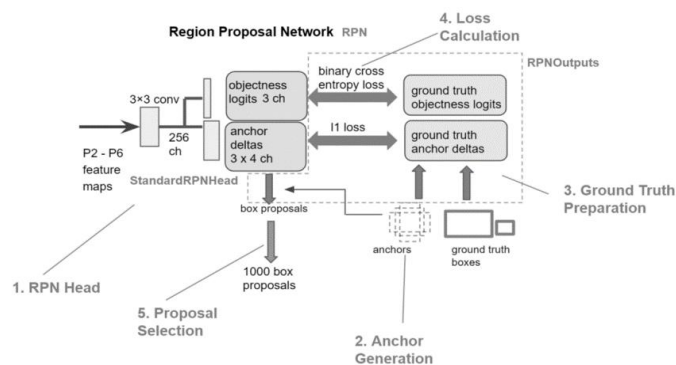 4. Loss
Calculation
Region Proposal Network RPN
RPNOutputs
objectness
logits 3 ch
binary cross
entropy loss
ground truth
objectness logits
3×3 conv
256
ch
anchor
deltas
3 x 4 ch
l1 loss
ground truth
anchor deltas
P2 - P6
feature
maps
StandardRPNHead
3. Ground Truth
Preparation
box proposals
anchors
ground truth
boxes
1000 box
proposals
1. RPN Head
5. Proposal
Selection
2. Anchor
Generation